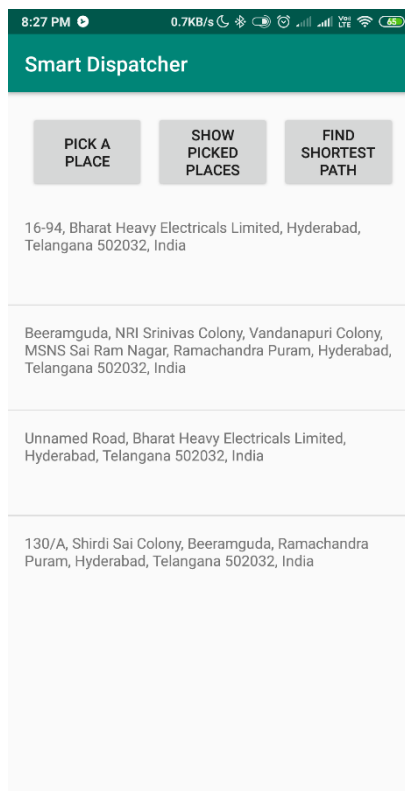 8:27 PM 0.7KB/s VoLTE 65
Smart Dispatcher
PICK A
PLACE
SHOW
PICKED
PLACES
FIND
SHORTEST
PATH
16-94, Bharat Heavy Electricals Limited, Hyderabad,
Telangana 502032, India
Beeramguda, NRI Srinivas Colony, Vandanapuri Colony,
MSNS Sai Ram Nagar, Ramachandra Puram, Hyderabad,
Telangana 502032, India
Unnamed Road, Bharat Heavy Electricals Limited,
Hyderabad, Telangana 502032, India
130/A, Shirdi Sai Colony, Beeramguda, Ramachandra
Puram, Hyderabad, Telangana 502032, India